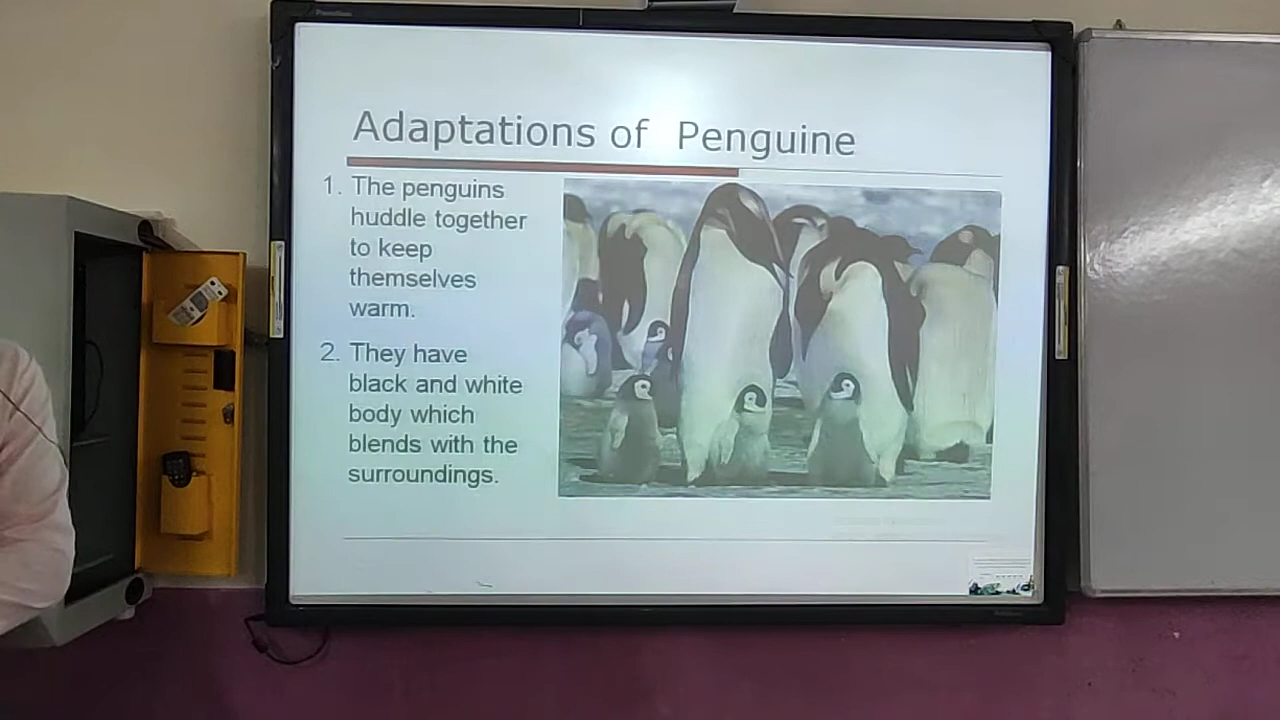 Adaptations of Penguine
1. The penguins
huddle together
to keep
themselves
warm.
2. They have
black and white
body which
blends with the
surroundings.